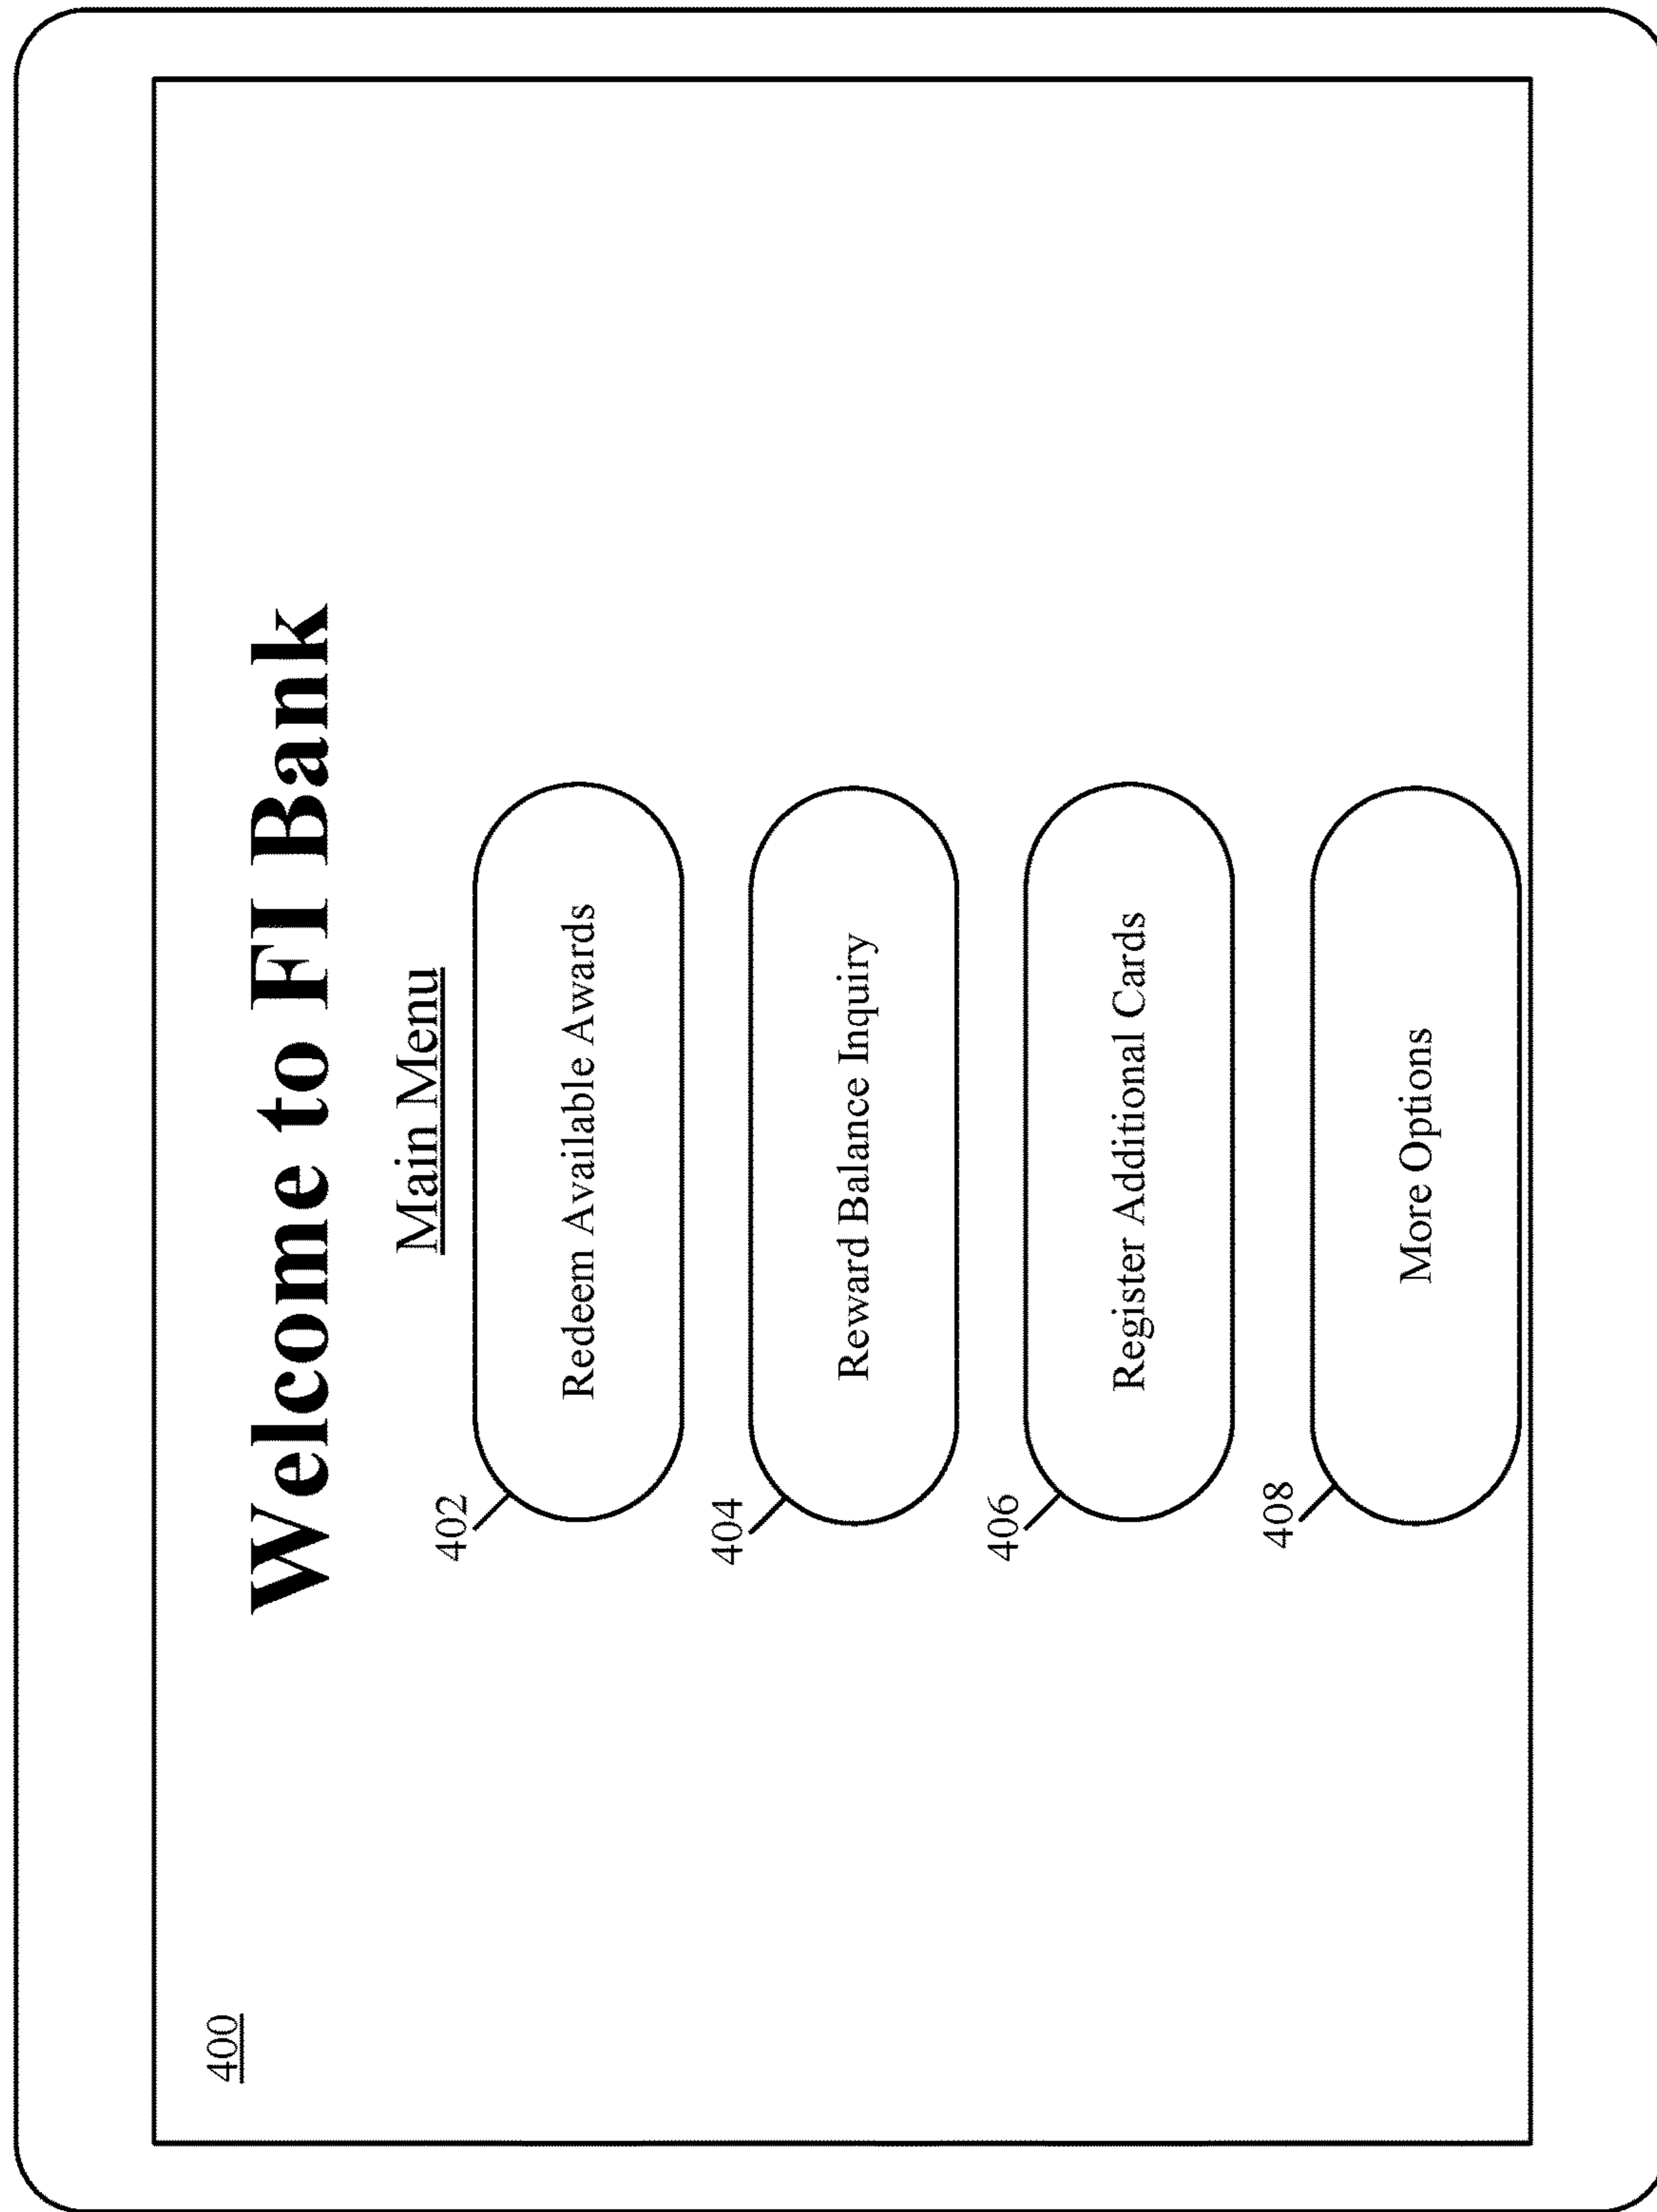 400
Welcome to FI Bank
Main Menu
402
Redeem Available Awards
404
Reward Balance Inquiry
406
Register Additional Cards
408
More Options